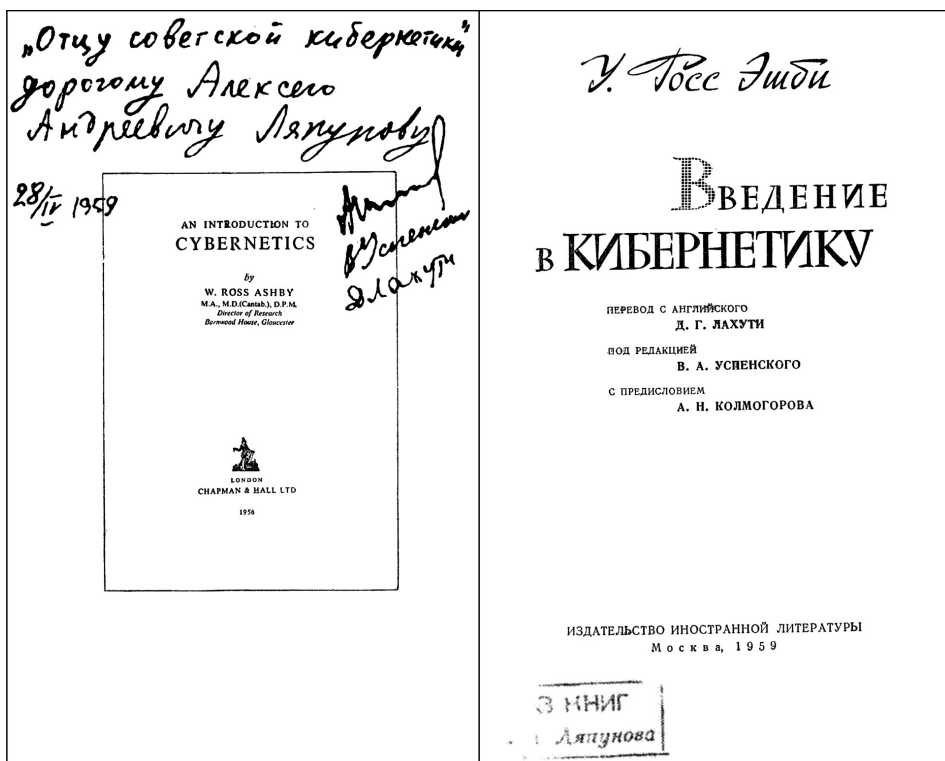 „Отцу советской кибернетики"
дорогому Алексею
Андреевичу Ляпунову
28/IV 1959
ВУспенский
ДЛахути
AN INTRODUCTION TO
CYBERNETICS
by
W. ROSS ASHBY
M.A., M.D.(Cantab.), D.P.M.
Director of Research
Barnwood House, Gloucester
LONDON
CHAPMAN & HALL LTD
1956
У. Росс Эшби
ВВЕДЕНИЕ
В КИБЕРНЕТИКУ
ПЕРЕВОД С АНГЛИЙСКОГО
Д. Г. ЛАХУТИ
ПОД РЕДАКЦИЕЙ
В. А. УСПЕНСКОГО
С ПРЕДИСЛОВИЕМ
А. Н. КОЛМОГОРОВА
ИЗДАТЕЛЬСТВО ИНОСТРАННОЙ ЛИТЕРАТУРЫ
Москва, 1959
З КНИГ
Ляпунова